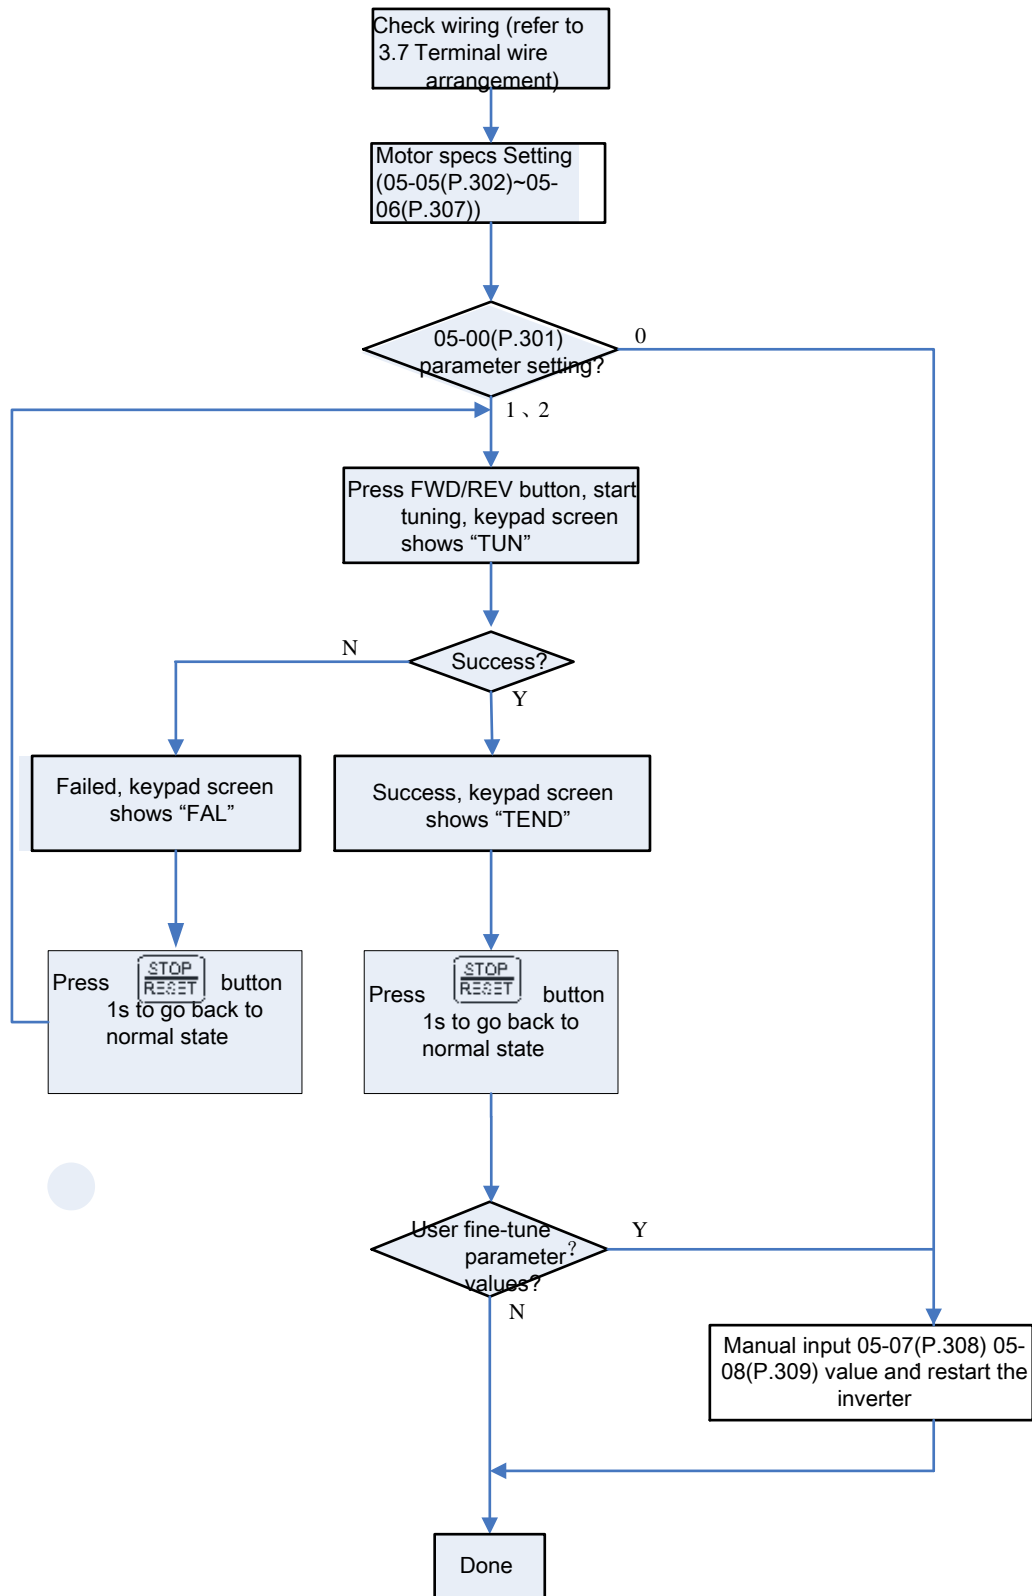 Check wiring (refer to
3.7 Terminal wire
arrangement)
Motor specs Setting
(05-05(P.302)~05-
06(P.307))
05-00(P.301)
parameter setting?
0
1、2
Press FWD/REV button, start
tuning, keypad screen
shows “TUN”
Success?
N
Y
Failed, keypad screen
shows “FAL”
Success, keypad screen
shows “TEND”
Press STOP RESET button
1s to go back to
normal state
Press STOP RESET button
1s to go back to
normal state
User fine-tune
parameter ?
values?
Y
N
Manual input 05-07(P.308) 05-
08(P.309) value and restart the
inverter
Done